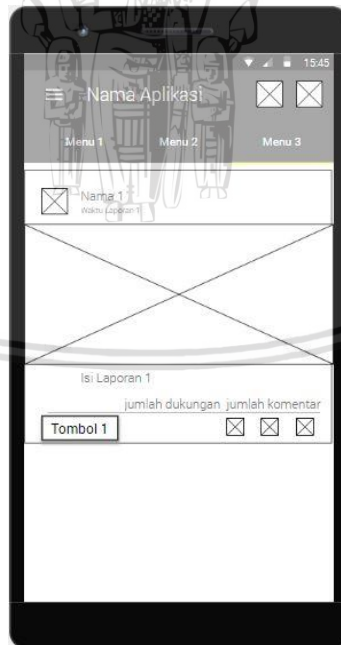 15:45
Nama Aplikasi
Menu 1 Menu 2 Menu 3
Nama 1
Waktu Laporan 1
Isi Laporan 1
jumlah dukungan jumlah komentar
Tombol 1